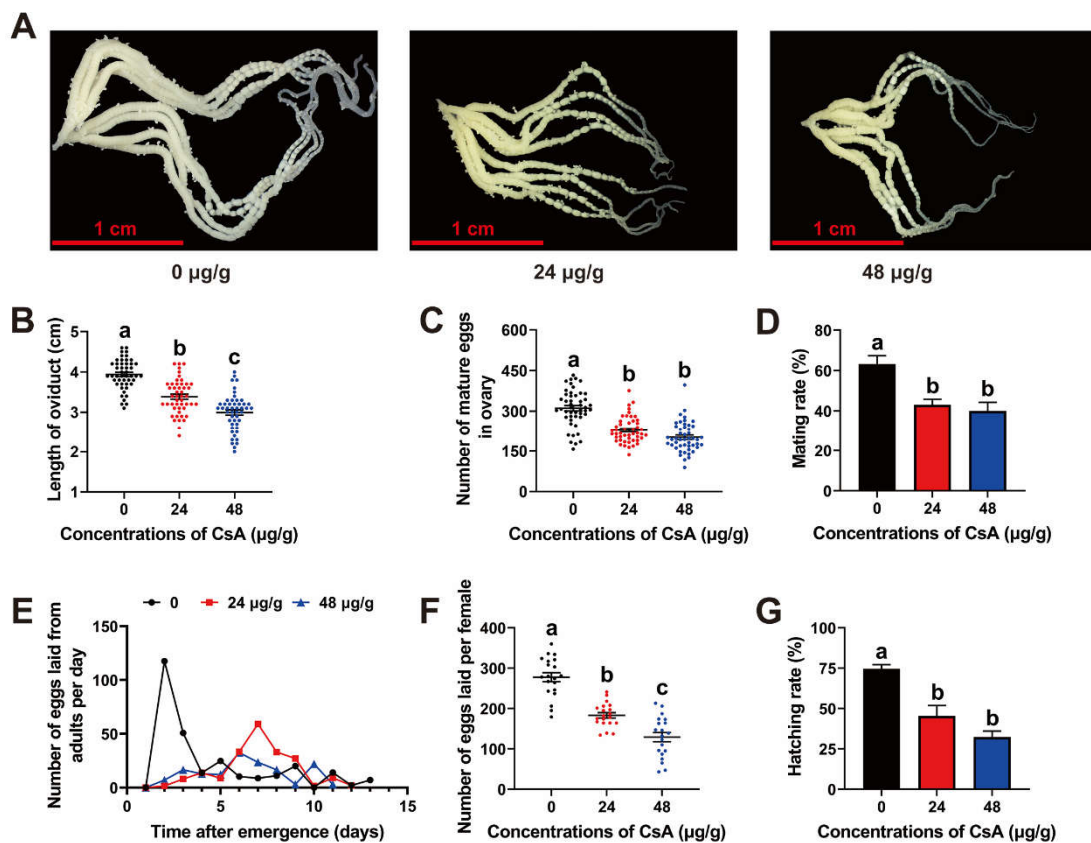 A
1 cm
1 cm
1 cm
0 µg/g
24 µg/g
48 µg/g
B
Length of oviduct (cm)
5
4
3
2
1
a
b
c
0
24
48
Concentrations of CsA (µg/g)
C
Number of mature eggs
in ovary
600
450
300
150
0
a
b
b
0
24
48
Concentrations of CsA (µg/g)
D
Mating rate (%)
80
60
40
20
0
a
b
b
0
24
48
Concentrations of CsA (µg/g)
E
0
24 µg/g
48 µg/g
Number of eggs laid from
adults per day
150
100
50
0
0
5
10
15
Time after emergence (days)
F
Number of eggs laid per female
400
300
200
100
0
a
b
c
0
24
48
Concentrations of CsA (µg/g)
G
Hatching rate (%)
100
75
50
25
0
a
b
b
0
24
48
Concentrations of CsA (µg/g)